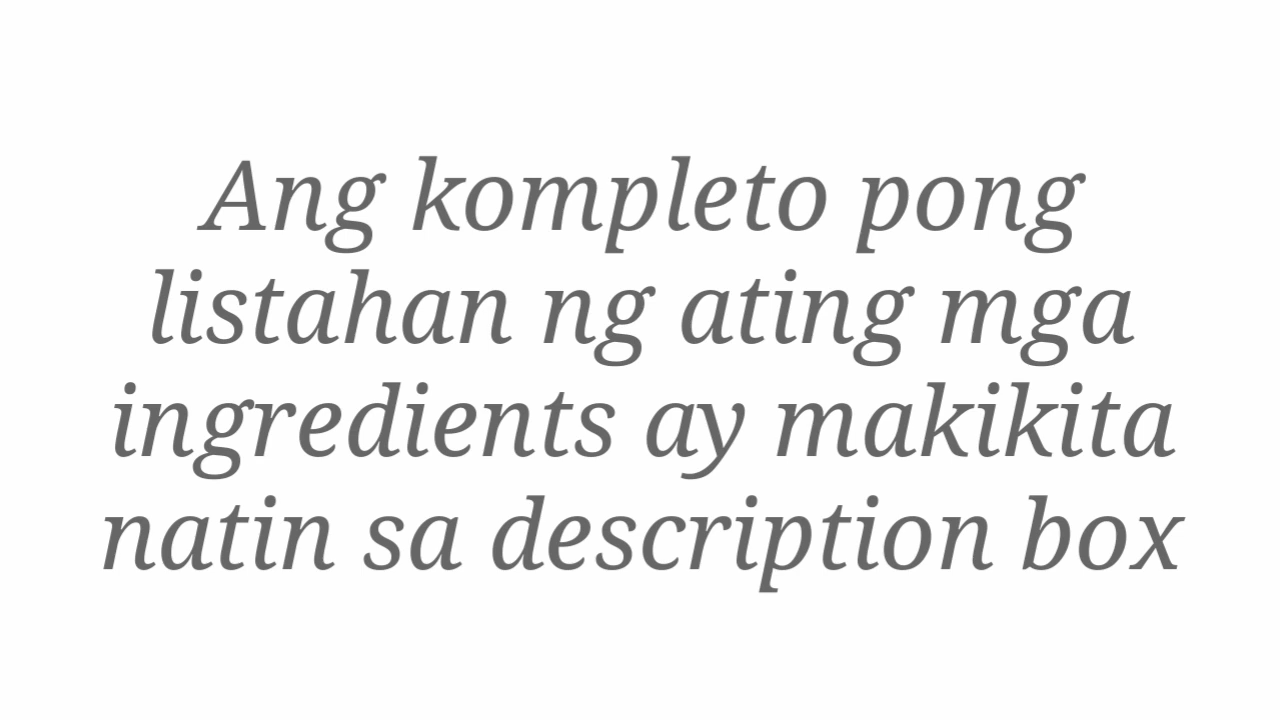 Ang kompleto pong
listahan ng ating mga
ingredients ay makikita
natin sa description box